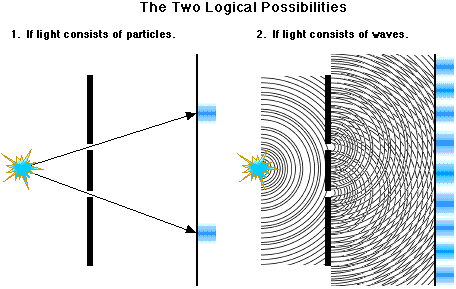 The Two Logical Possibilities
1. If light consists of particles.
2. If light consists of waves.